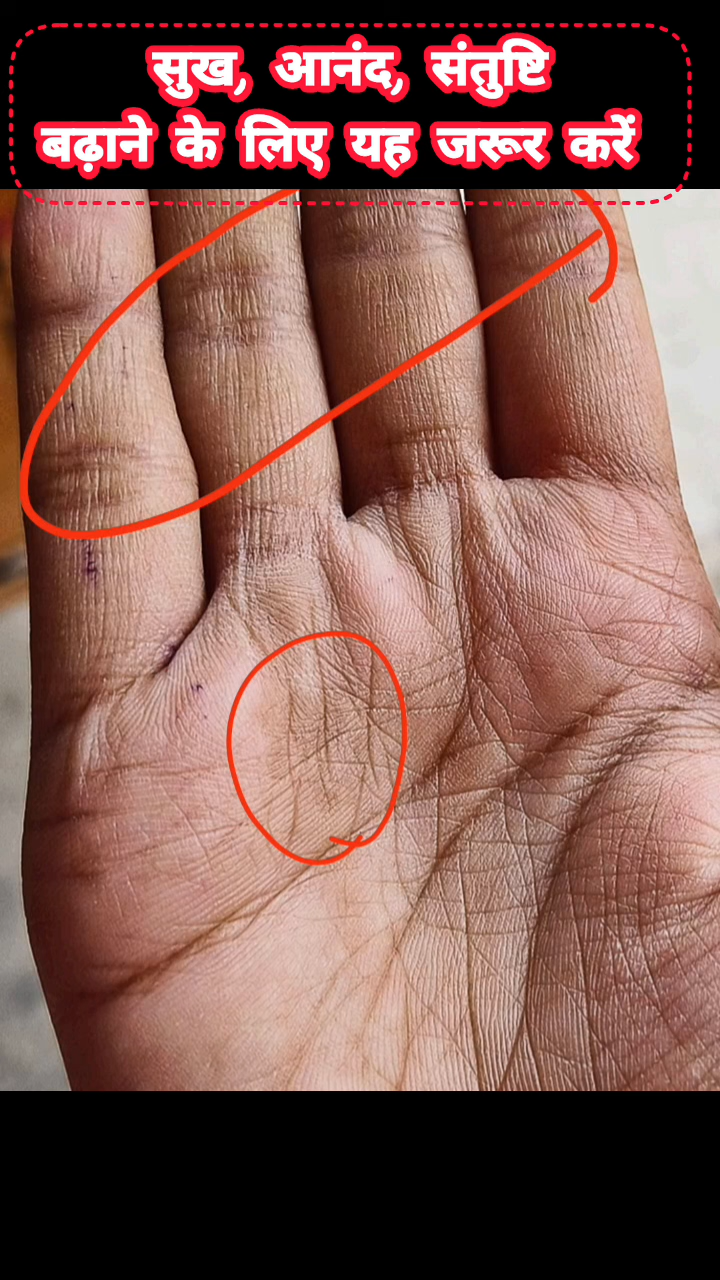 सुख, आनंद, संतुष्टि
बढ़ाने के लिए यह जरूर करें